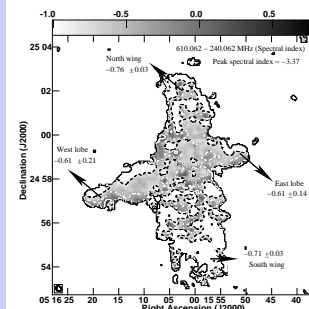 -1.0 -0.5 0.0 0.5
610.062 - 240.062 MHz (Spectral index)
Peak spectral index = -3.37
North wing
-0.76 ±0.03
West lobe
-0.61 ±0.21
East lobe
-0.61 ±0.14
-0.71 ±0.03
South wing
Declination (J2000)
25 04
02
00
24 58
56
54
05 16 25 20 15 10 05 00 15 55 50 45 40
Right Ascension (J2000)